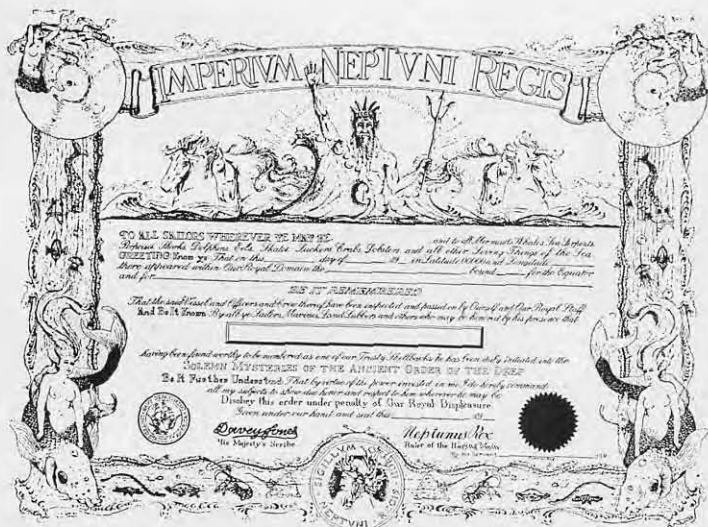 IMPERIVM NEPTVNI REGIS
TO ALL SAILORS WHEREVER YE MAY BE: and to all Mermaids, Whales, Sea Serpents,
Porpoises, Sharks, Dolphins, Eels, Skates, Suckers, Crabs, Lobsters and all other Living Things of the Sea
GREETING: Know ye: That on this day of 19 in Latitude 00000 and Longitude
there appeared within Our Royal Domain the bound for the Equator
and for
BE IT REMEMBERED
That the said Vessel and Officers and Crew thereof have been inspected and passed on by Ourself and Our Royal Staff
And Be It Known: By all ye Sailors, Marines, Land Lubbers and others who may be honored by his presence that
having been found worthy to be numbered as one of our Trusty Shellbacks he has been duly initiated into the
SOLEMN MYSTERIES OF THE ANCIENT ORDER OF THE DEEP
Be It Further Understood: That by virtue of the power invested in me I do hereby command
all my subjects to show due honor and respect to him wherever he may be.
Disobey this order under penalty of Our Royal Displeasure.
Given under our hand and seal this 19
Davey Jones
His Majesty's Scribe
Neptunus Rex
Ruler of the Raging Main
SIGILLVM
NEPTVNI